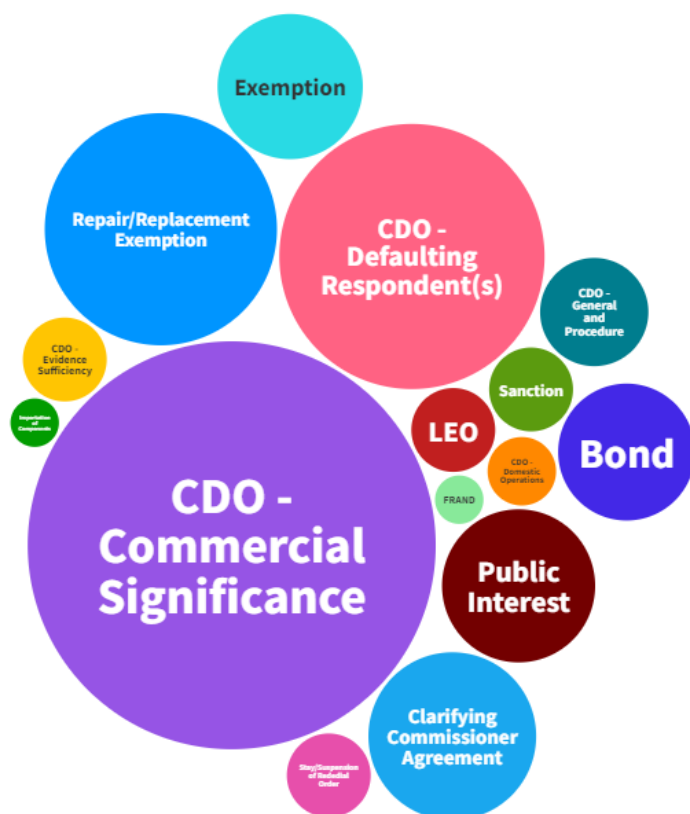 Exemption
Repair/Replacement
Exemption
CDO -
Defaulting
Respondent(s)
CDO -
General
and
Procedure
CDO -
Evidence
Sufficiency
Sanction
Importation
of
Components
LEO
Bond
CDO -
Domestic
Operations
FRAND
CDO -
Commercial
Significance
Public
Interest
Clarifying
Commissioner
Agreement
Stay/Suspension
of Rededial
Order